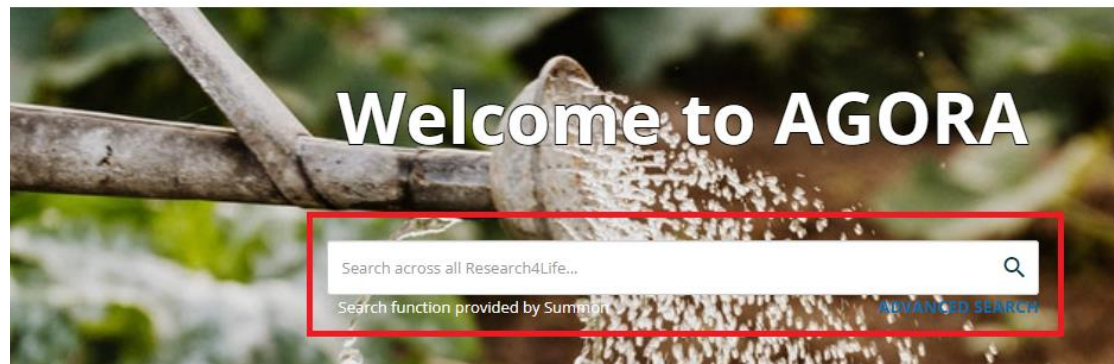 Welcome to AGORA
Search across all Research4Life...
Search function provided by Summon
ADVANCED SEARCH